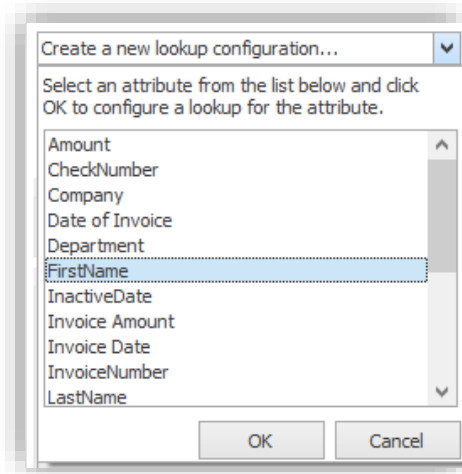 Create a new lookup configuration...
Select an attribute from the list below and click
OK to configure a lookup for the attribute.
Amount
CheckNumber
Company
Date of Invoice
Department
FirstName
InactiveDate
Invoice Amount
Invoice Date
InvoiceNumber
LastName
OK Cancel